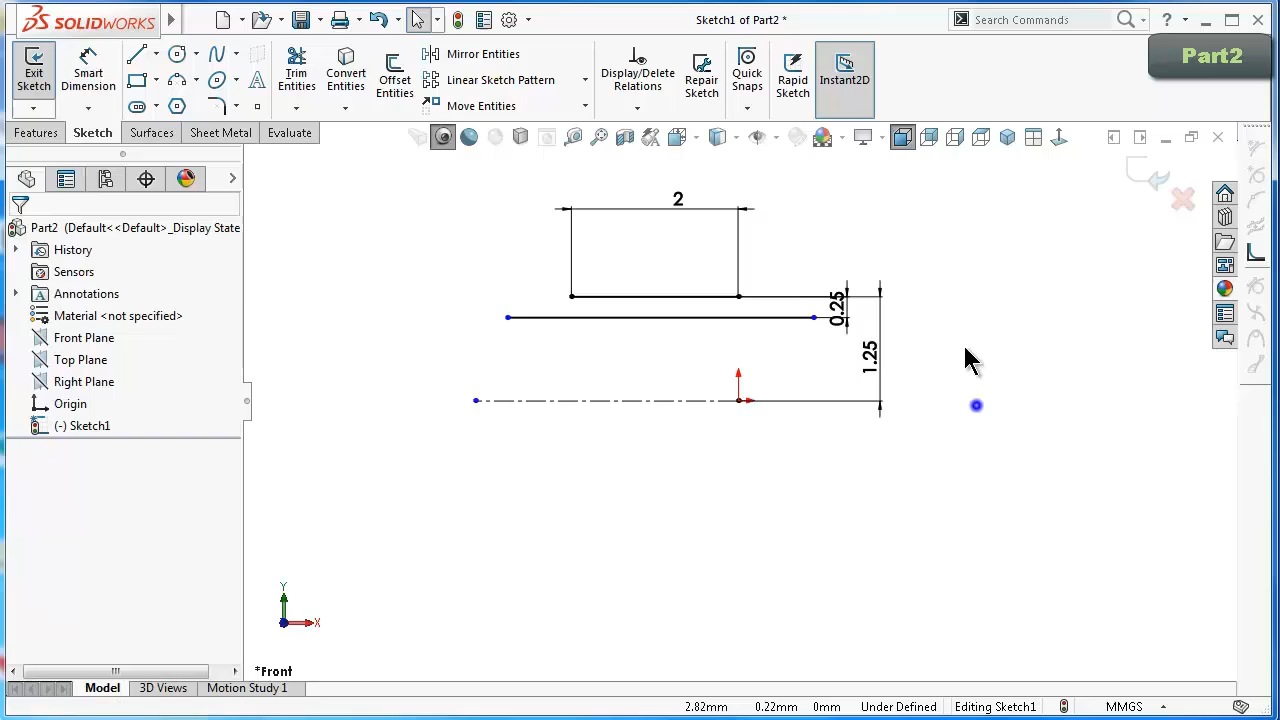 SOLIDWORKS
Sketch1 - Part2 *
Search Commands
Part2
Exit Sketch
Smart Dimension
Trim Entities
Convert Entities
Offset Entities
Mirror Entities
Linear Sketch Pattern
Move Entities
Display/Delete Relations
Repair Sketch
Quick Snaps
Rapid Sketch
Instant2D
Features
Sketch
Surfaces
Sheet Metal
Evaluate
Part2 (Default<<Default>_Display State
History
Sensors
Annotations
Material <not specified>
Front Plane
Top Plane
Right Plane
Origin
(-) Sketch1
2
0.25
1.25
Y
X
*Front
Model
3D Views
Motion Study 1
2.82mm
0.22mm
0mm
Under Defined
Editing Sketch1
MMGS